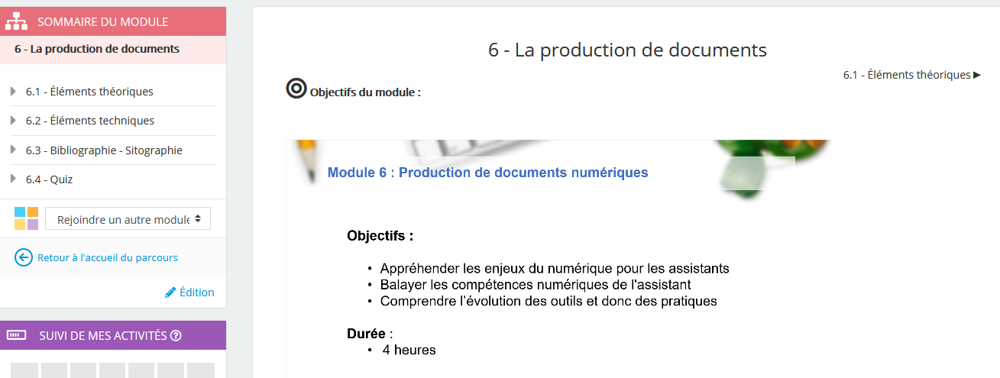 SOMMAIRE DU MODULE
6 - La production de documents
6.1 - Éléments théoriques
6.2 - Éléments techniques
6.3 - Bibliographie - Sitographie
6.4 - Quiz
Rejoindre un autre module
Retour à l'accueil du parcours
Édition
SUIVI DE MES ACTIVITÉS
6 - La production de documents
6.1 - Éléments théoriques ►
Objectifs du module :
Module 6 : Production de documents numériques
Objectifs :
• Appréhender les enjeux du numérique pour les assistants
• Balayer les compétences numériques de l'assistant
• Comprendre l'évolution des outils et donc des pratiques
Durée :
• 4 heures